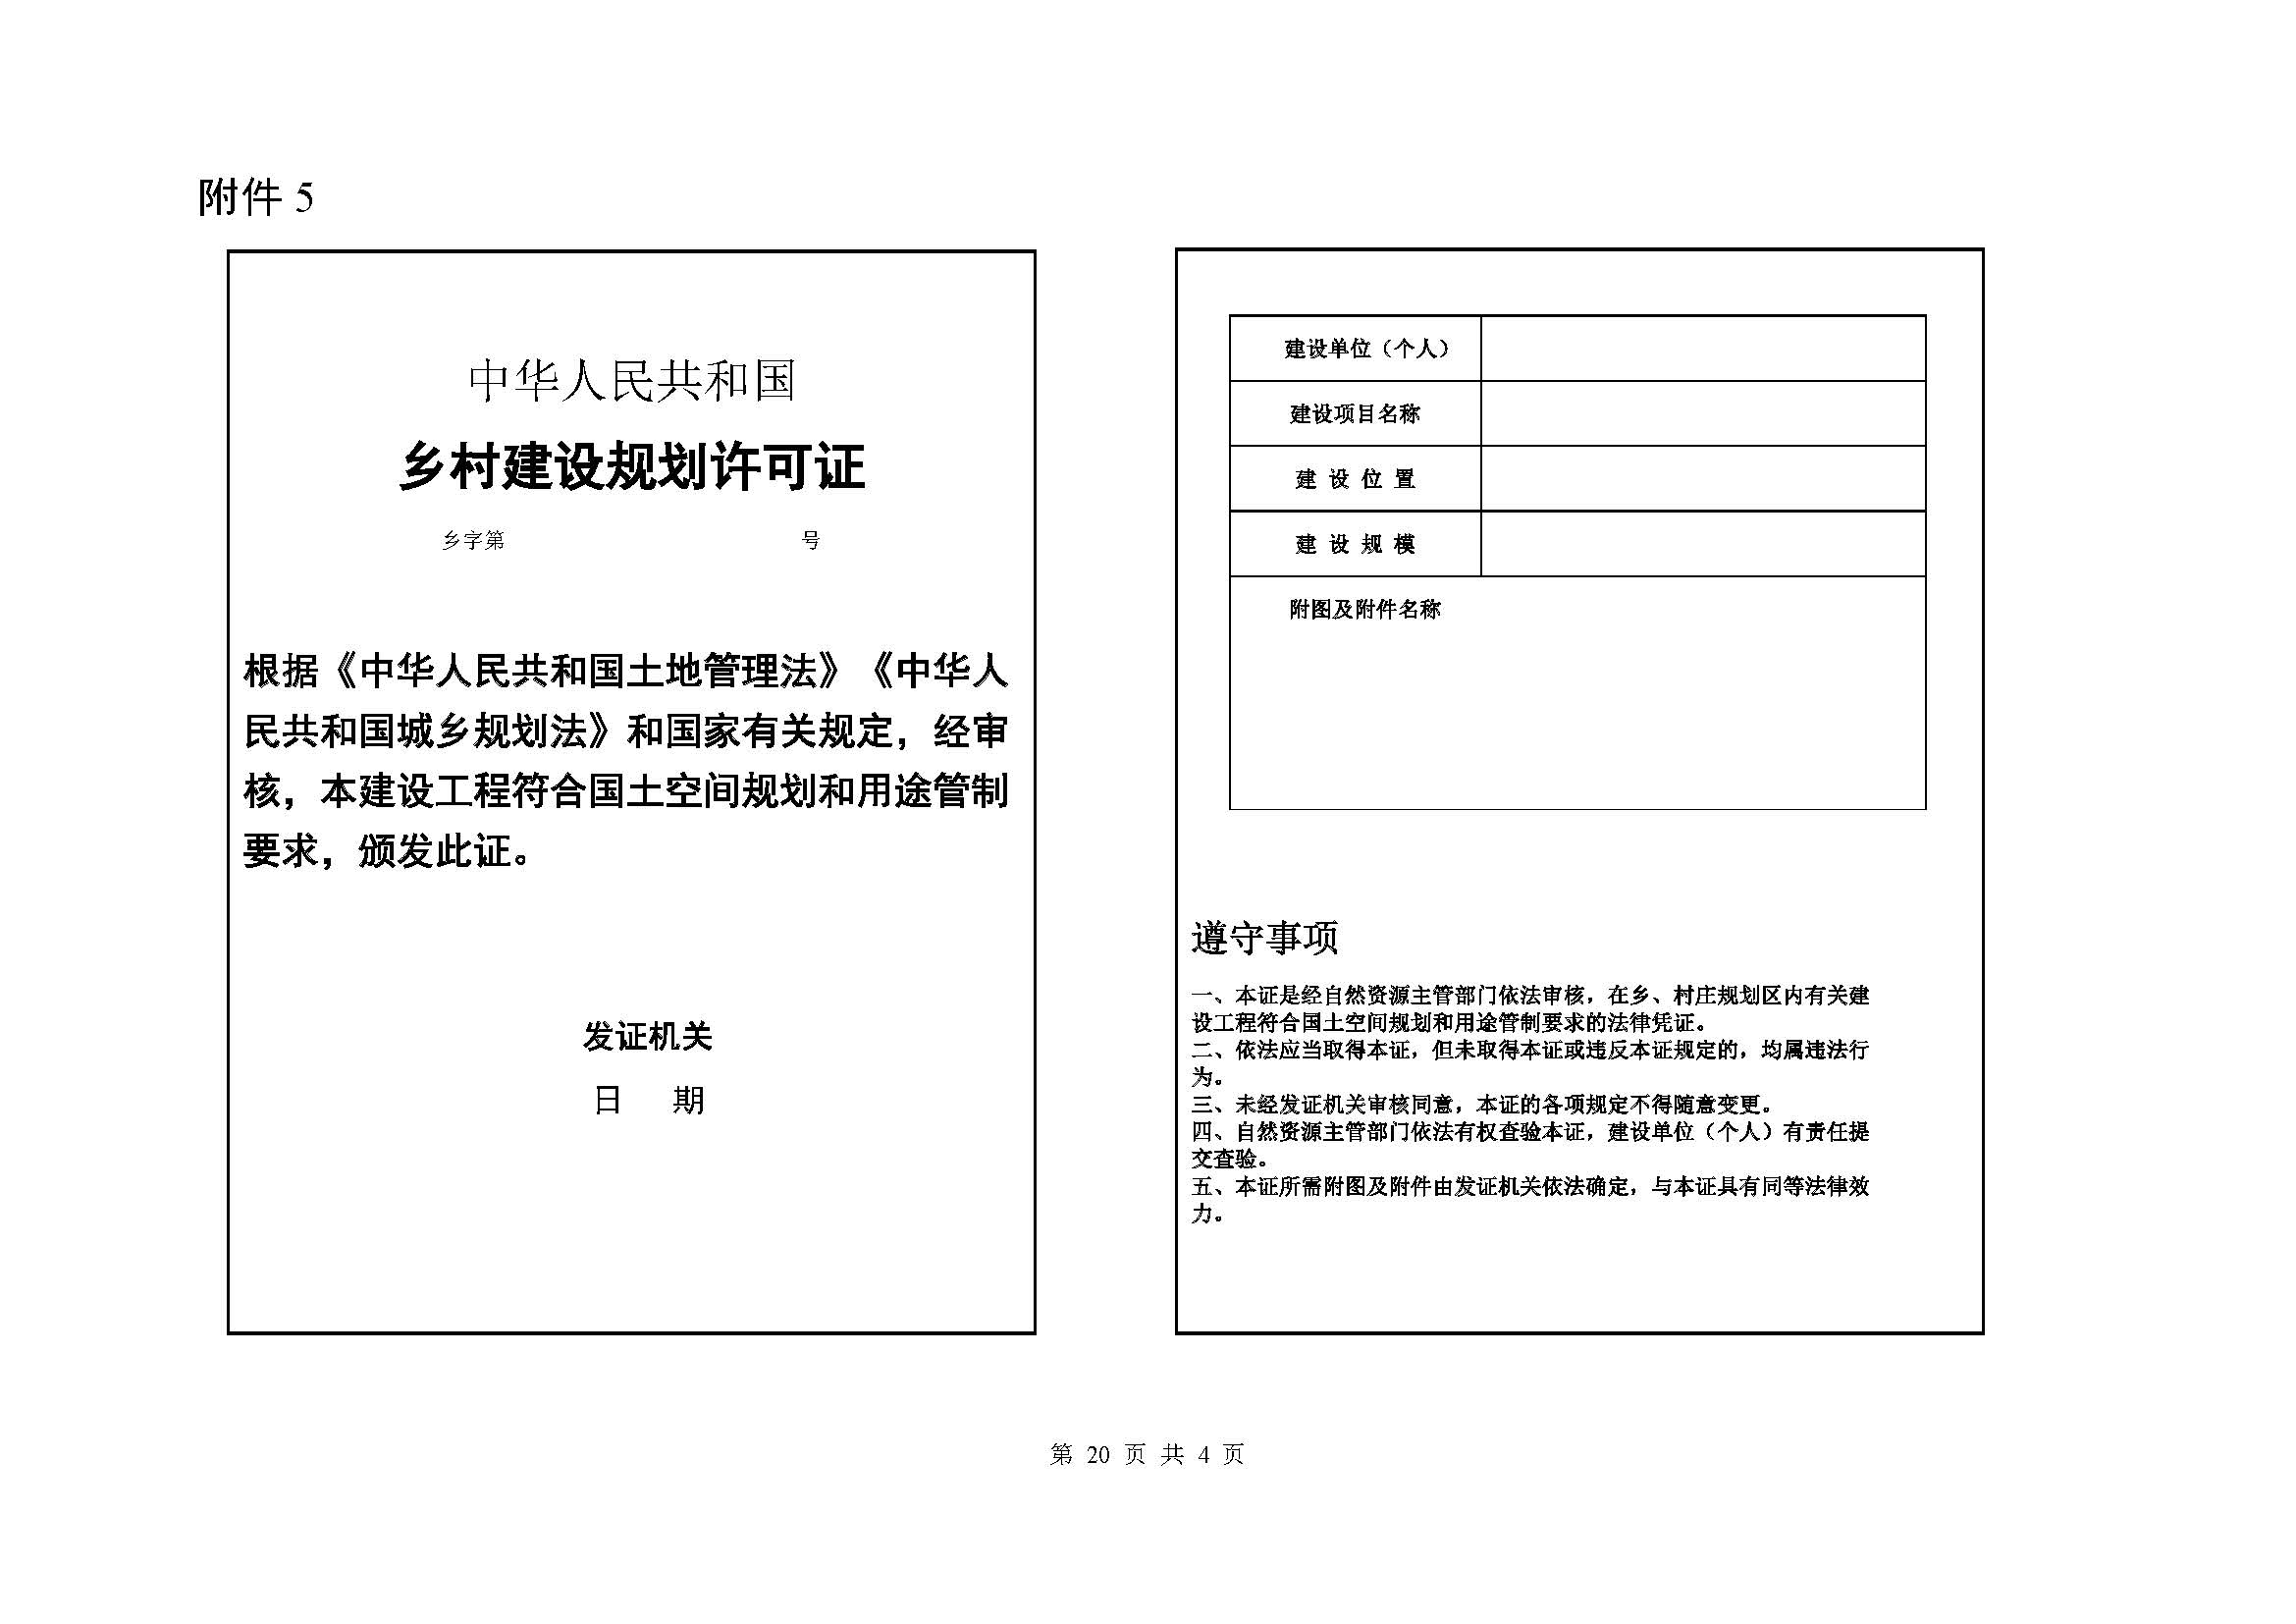 附件 5
中华人民共和国
乡村建设规划许可证
乡字第 号
根据《中华人民共和国土地管理法》《中华人
民共和国城乡规划法》和国家有关规定，经审
核，本建设工程符合国土空间规划和用途管制
要求，颁发此证。
发证机关
日 期
建设单位（个人）
建设项目名称
建 设 位 置
建 设 规 模
附图及附件名称
遵守事项
一、本证是经自然资源主管部门依法审核，在乡、村庄规划区内有关建
设工程符合国土空间规划和用途管制要求的法律凭证。
二、依法应当取得本证，但未取得本证或违反本证规定的，均属违法行
为。
三、未经发证机关审核同意，本证的各项规定不得随意变更。
四、自然资源主管部门依法有权查验本证，建设单位（个人）有责任提
交查验。
五、本证所需附图及附件由发证机关依法确定，与本证具有同等法律效
力。
第 20 页 共 4 页